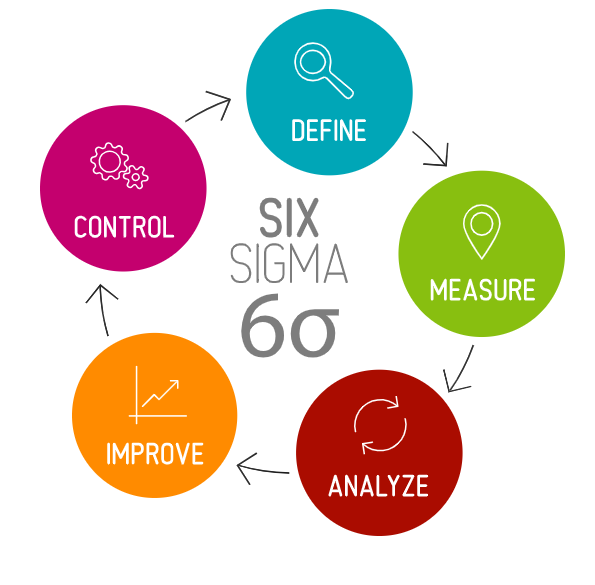 DEFINE
CONTROL
SIX
SIGMA
6σ
MEASURE
IMPROVE
ANALYZE